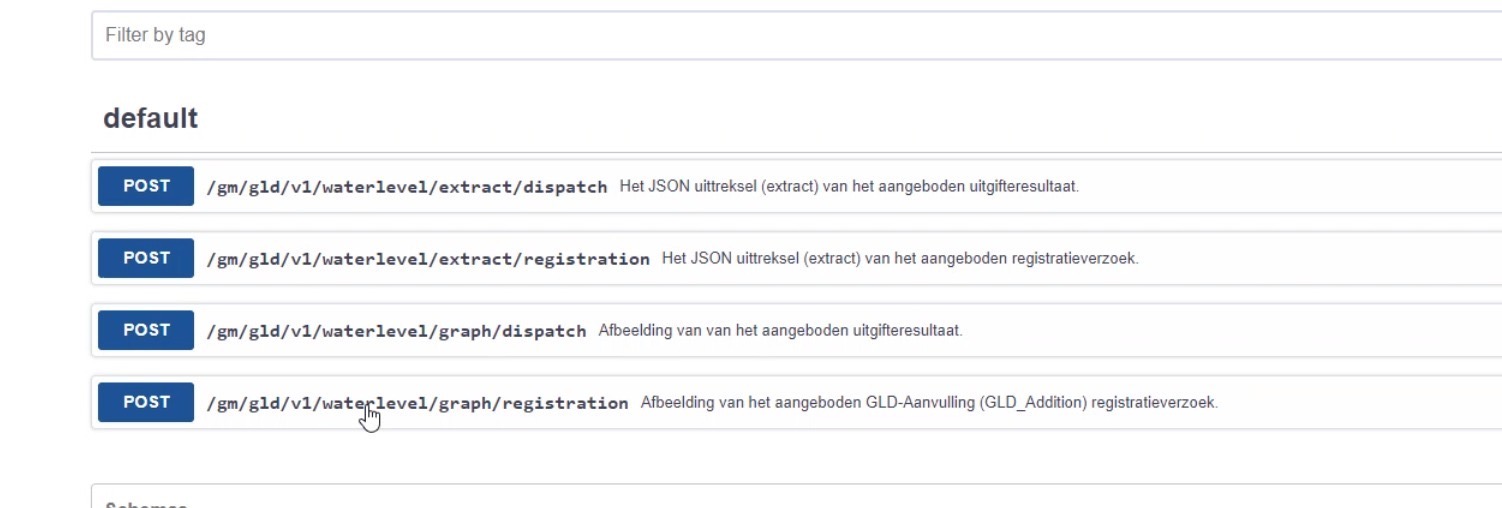 Filter by tag
default
POST /gm/gld/v1/waterlevel/extract/dispatch Het JSON uittreksel (extract) van het aangeboden uitgifteresultaat.
POST /gm/gld/v1/waterlevel/extract/registration Het JSON uittreksel (extract) van het aangeboden registratieverzoek.
POST /gm/gld/v1/waterlevel/graph/dispatch Afbeelding van van het aangeboden uitgifteresultaat.
POST /gm/gld/v1/waterlevel/graph/registration Afbeelding van het aangeboden GLD-Aanvulling (GLD_Addition) registratieverzoek.
Schemas